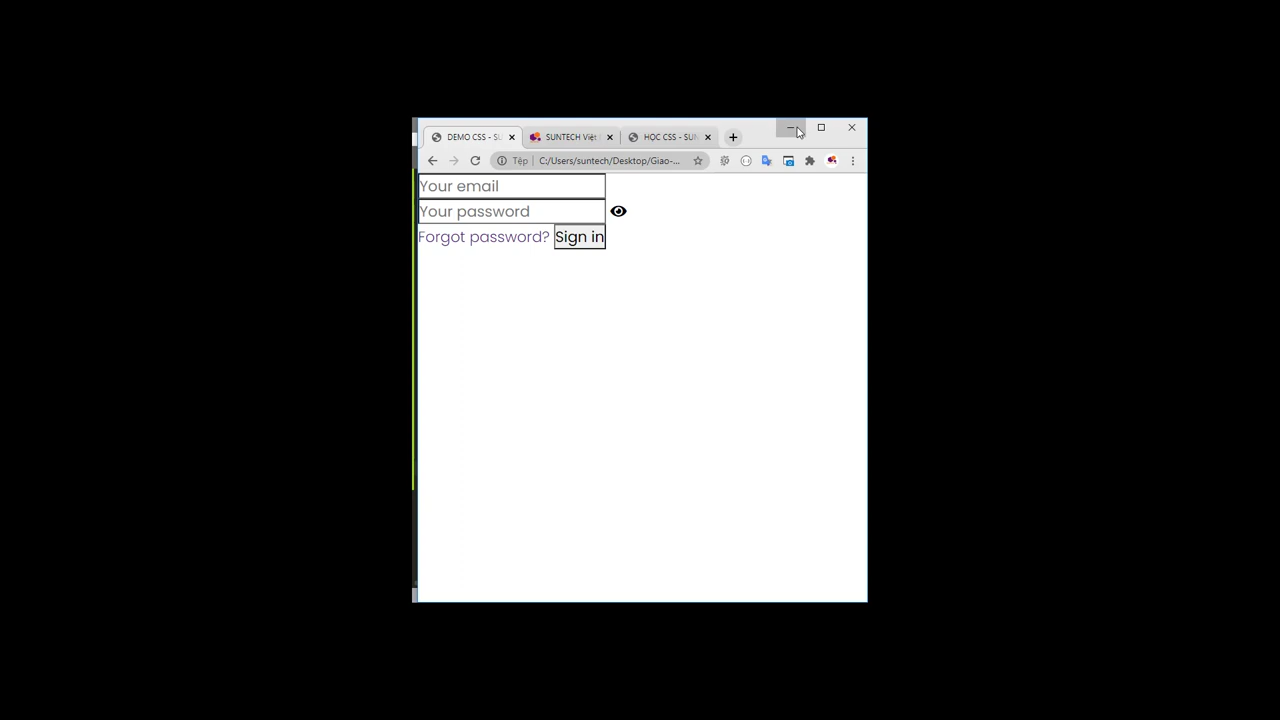 DEMO CSS - SU
SUNTECH Việt
HỌC CSS - SUN
Tệp
C:/Users/suntech/Desktop/Giao-...
Your email
Your password
Forgot password? Sign in